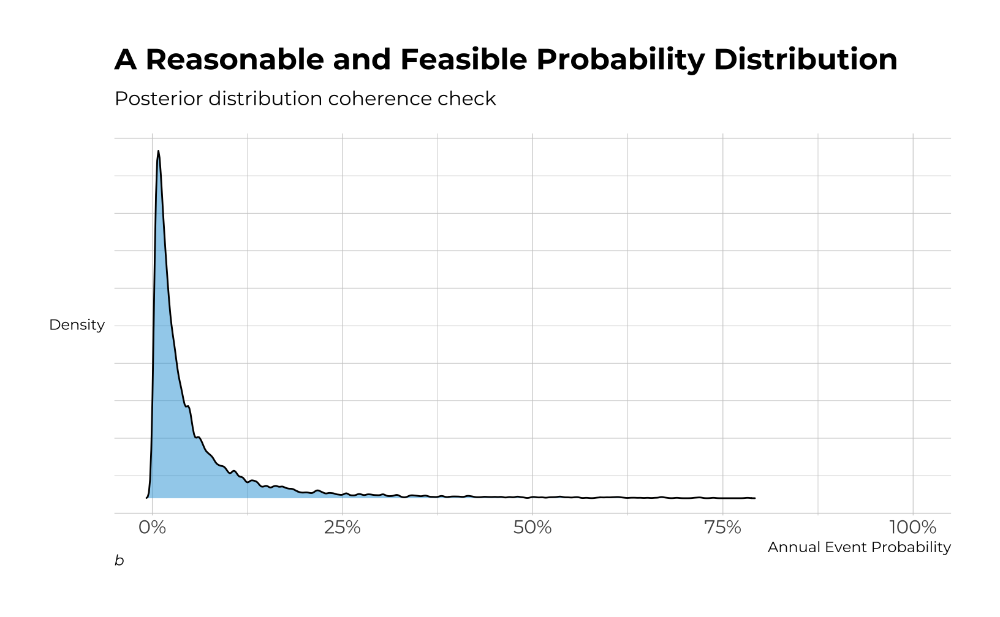 A Reasonable and Feasible Probability Distribution
Posterior distribution coherence check
Density
0% 25% 50% 75% 100%
Annual Event Probability
b